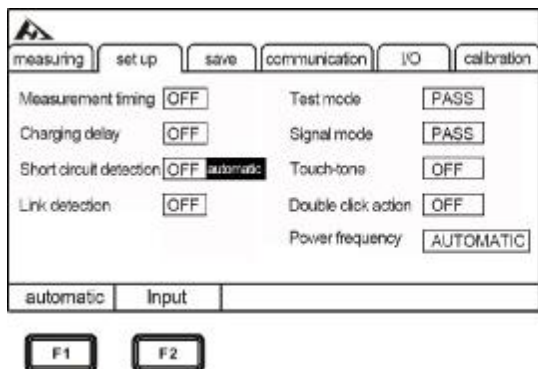 measuring set up save communication I/O calibration
Measurement timing OFF Test mode PASS
Charging delay OFF Signal mode PASS
Short circuit detection OFF automatic Touch-tone OFF
Link detection OFF Double click action OFF
Power frequency AUTOMATIC
automatic Input
F1 F2